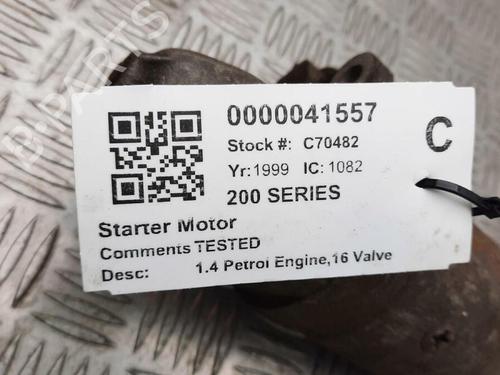 0000041557
Stock #: C70482
C
Yr:1999 IC: 1082
200 SERIES
Starter Motor
Comments TESTED
Desc: 1.4 Petrol Engine,16 Valve